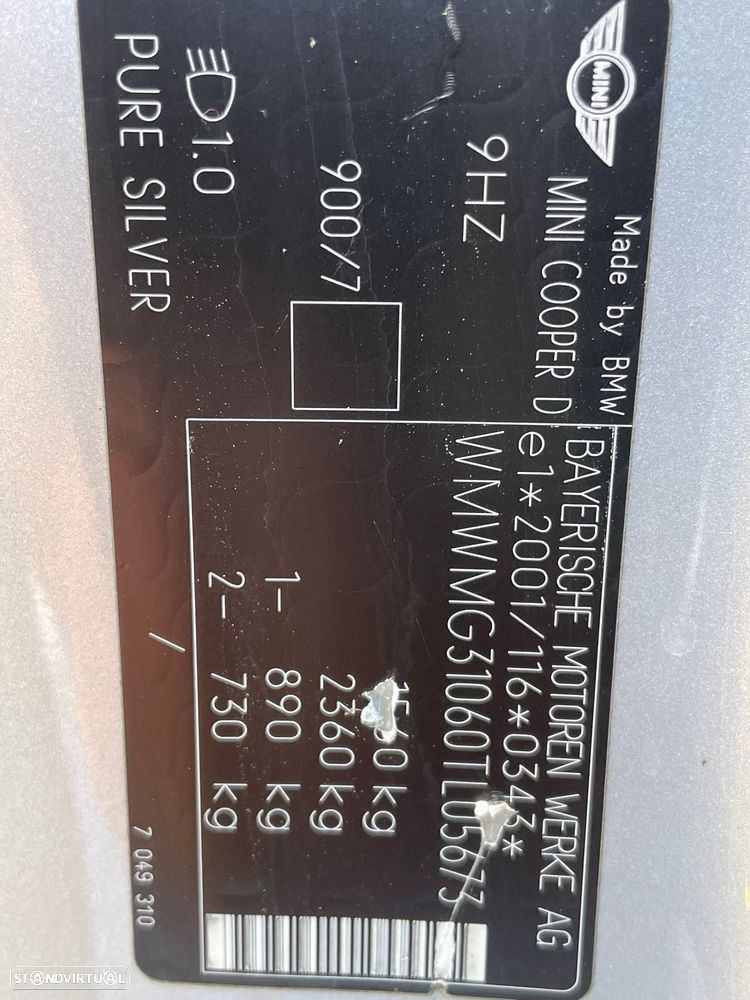 MINI
Made by BMW
MINI COOPER D
9HZ
900/7
1.0
PURE SILVER
BAYERISCHE MOTOREN WERKE AG
e1*2001/116*0343*
WMWMG31060TL05673
kg
2360 kg
1- 890 kg
2- 730 kg
/
7 049 310
STANDVIRTUAL